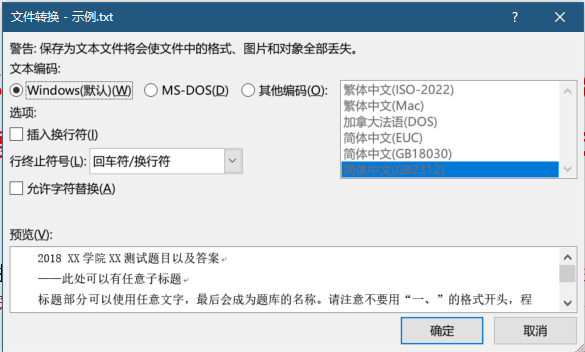 文件转换 - 示例.txt
警告: 保存为文本文件将会使文件中的格式、图片和对象全部丢失。
文本编码:
Windows(默认)(W) MS-DOS(D) 其他编码(O):
繁体中文(ISO-2022)
繁体中文(Mac)
加拿大法语(DOS)
简体中文(EUC)
简体中文(GB18030)
简体中文(GB2312)
选项:
插入换行符(I)
行终止符号(L): 回车符/换行符
允许字符替换(A)
预览(V):
2018 XX 学院 XX 测试题目以及答案
——此处可以有任意子标题
标题部分可以使用任意文字，最后会成为题库的名称。请注意不要用“一、”的格式开头，程
确定 取消